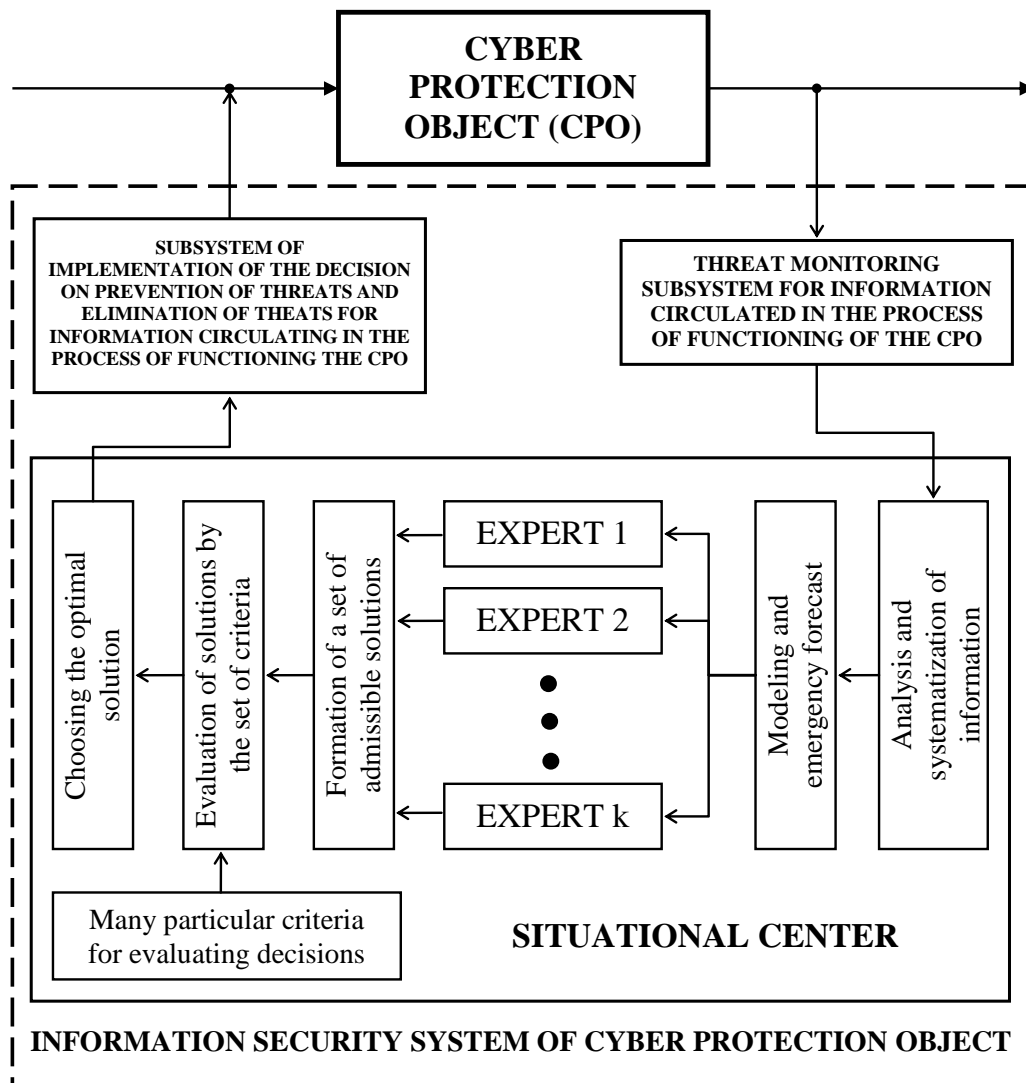 CYBER
PROTECTION
OBJECT (CPO)
SUBSYSTEM OF
IMPLEMENTATION OF THE DECISION
ON PREVENTION OF THREATS AND
ELIMINATION OF THEATS FOR
INFORMATION CIRCULATING IN THE
PROCESS OF FUNCTIONING THE CPO
THREAT MONITORING
SUBSYSTEM FOR INFORMATION
CIRCULATED IN THE PROCESS
OF FUNCTIONING OF THE CPO
Choosing the optimal
solution
Evaluation of solutions by
the set of criteria
Formation of a set of
admissible solutions
EXPERT 1
EXPERT 2
EXPERT k
Modeling and
emergency forecast
Analysis and
systematization of
information
Many particular criteria
for evaluating decisions
SITUATIONAL CENTER
INFORMATION SECURITY SYSTEM OF CYBER PROTECTION OBJECT